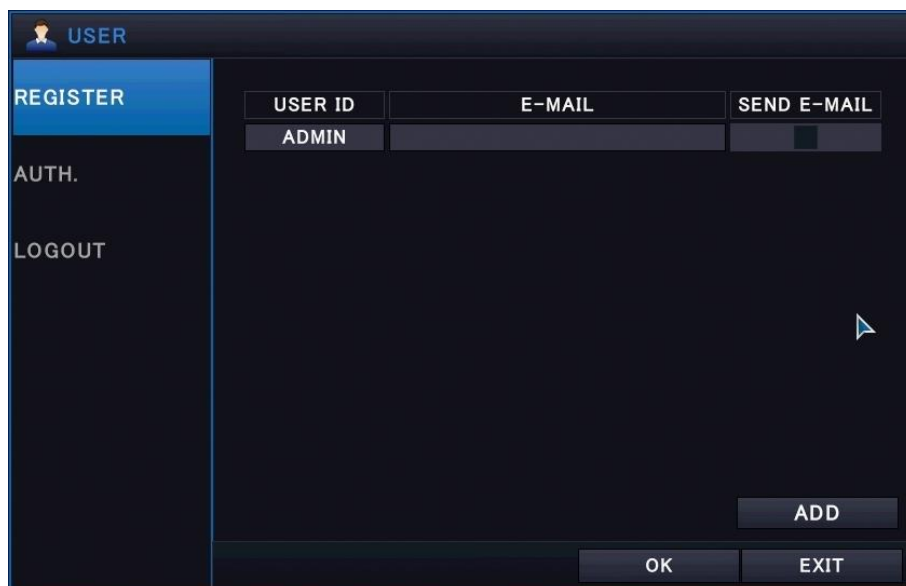 USER
REGISTER
AUTH.
LOGOUT
USER ID E-MAIL SEND E-MAIL
ADMIN
ADD
OK EXIT